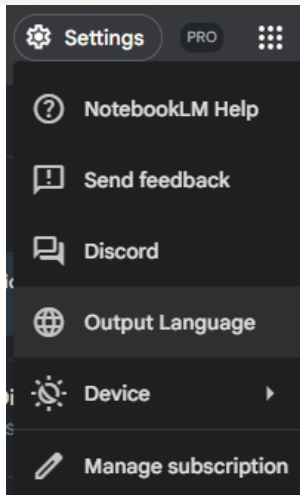 Settings PRO
NotebookLM Help
Send feedback
Discord
Output Language
Device
Manage subscription